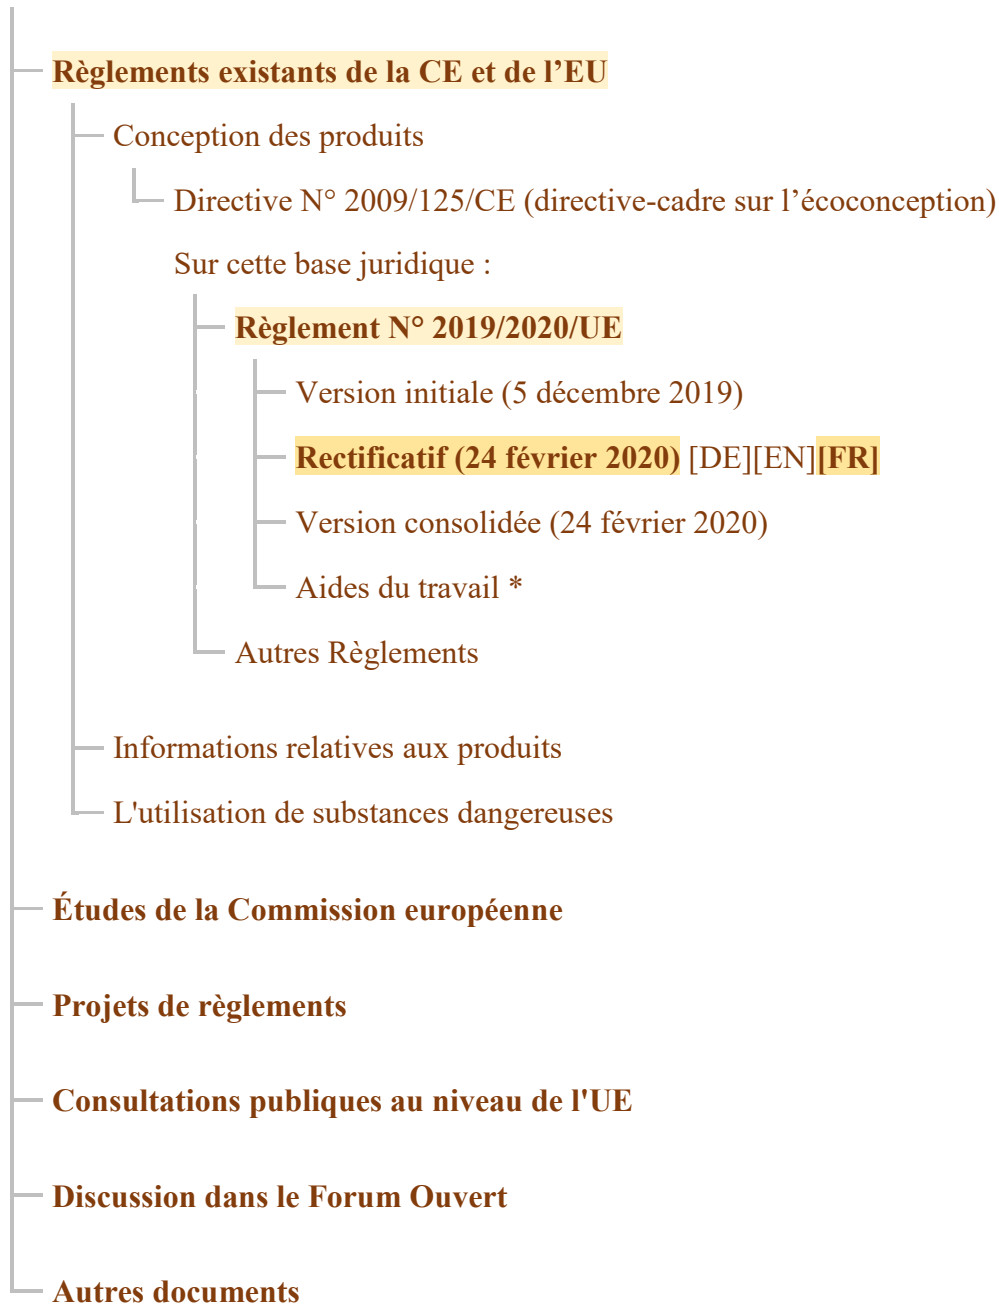 Règlements existants de la CE et de l’EU
Conception des produits
Directive N° 2009/125/CE (directive-cadre sur l’écoconception)
Sur cette base juridique :
Règlement N° 2019/2020/UE
Version initiale (5 décembre 2019)
Rectificatif (24 février 2020) [DE][EN][FR]
Version consolidée (24 février 2020)
Aides du travail *
Autres Règlements
Informations relatives aux produits
L'utilisation de substances dangereuses
Études de la Commission européenne
Projets de règlements
Consultations publiques au niveau de l'UE
Discussion dans le Forum Ouvert
Autres documents